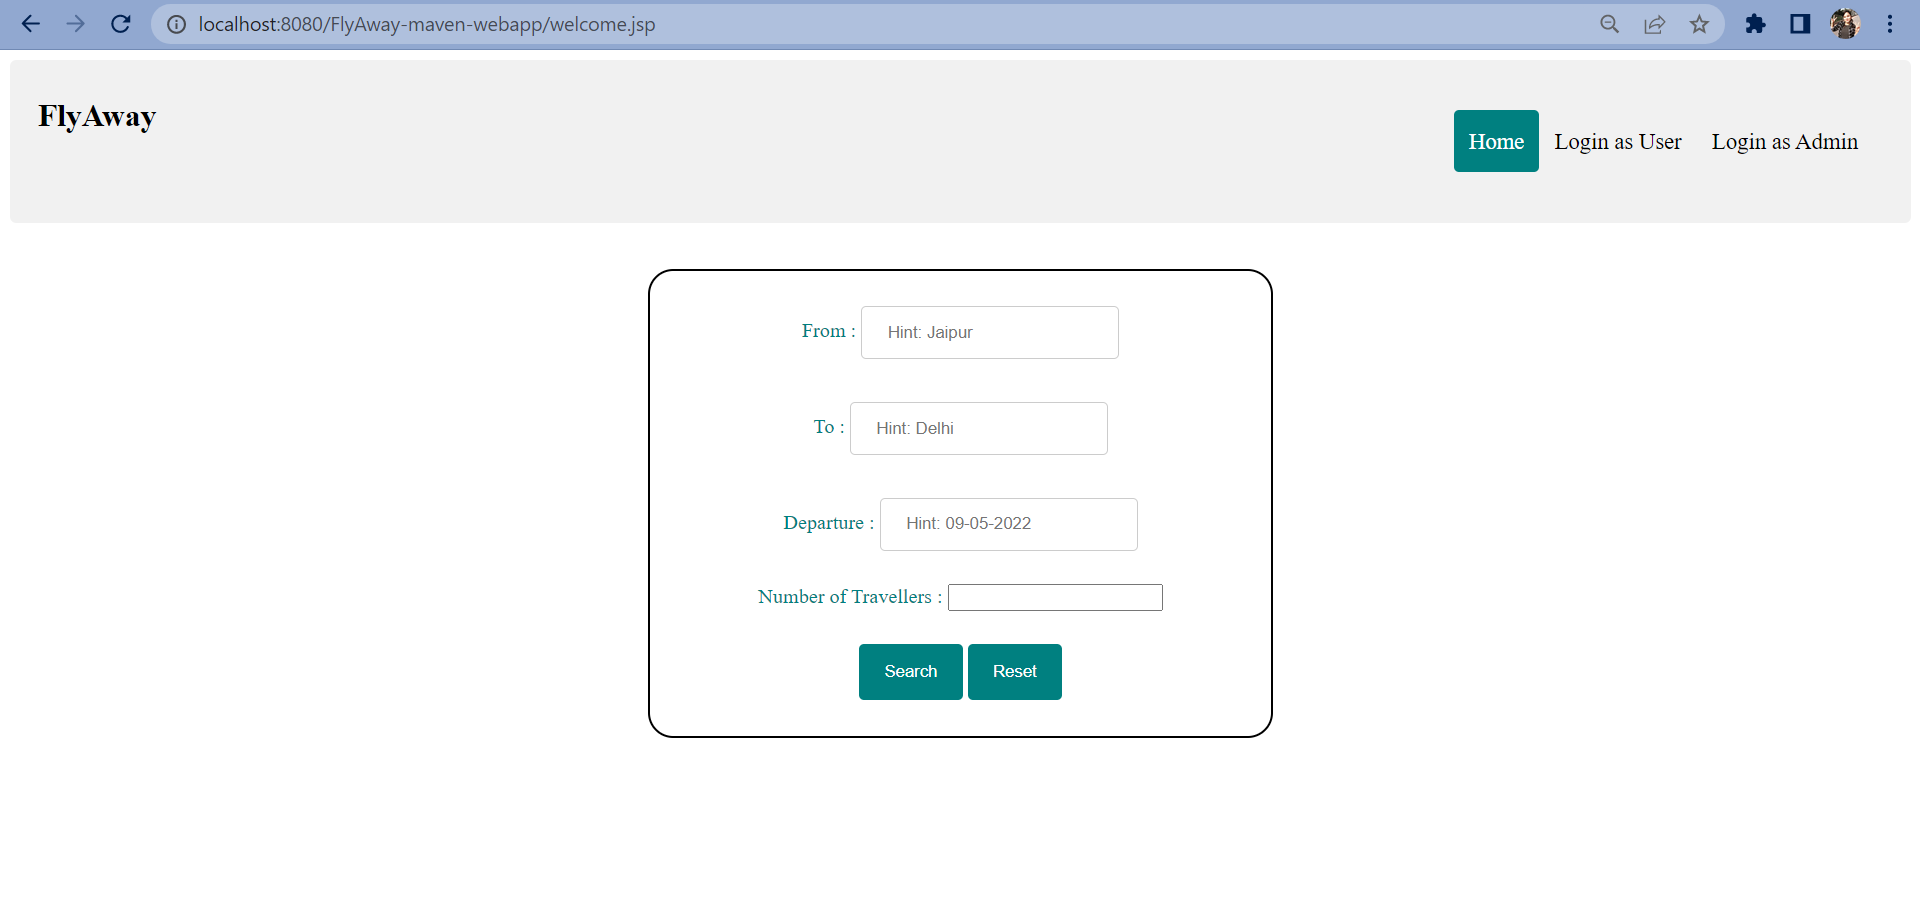 localhost:8080/FlyAway-maven-webapp/welcome.jsp
FlyAway
Home Login as User Login as Admin
From : Hint: Jaipur
To : Hint: Delhi
Departure : Hint: 09-05-2022
Number of Travellers :
Search Reset